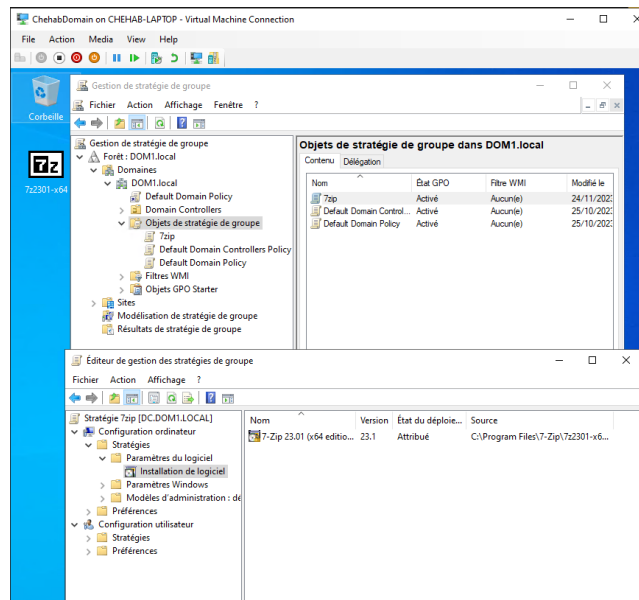 ChehabDomain on CHEHAB-LAPTOP - Virtual Machine Connection
File Action Media View Help
Corbeille
7z
7z2301-x64
Gestion de stratégie de groupe
Fichier Action Affichage Fenêtre ?
Gestion de stratégie de groupe
Forêt : DOM1.local
Domaines
DOM1.local
Default Domain Policy
Domain Controllers
Objets de stratégie de groupe
7zip
Default Domain Controllers Policy
Default Domain Policy
Filtres WMI
Objets GPO Starter
Sites
Modélisation de stratégie de groupe
Résultats de stratégie de groupe
Objets de stratégie de groupe dans DOM1.local
Contenu Délégation
Nom État GPO Filtre WMI Modifié le
7zip Activé Aucun(e) 24/11/202
Default Domain Control... Activé Aucun(e) 25/10/202
Default Domain Policy Activé Aucun(e) 25/10/202
Éditeur de gestion des stratégies de groupe
Fichier Action Affichage ?
Stratégie 7zip [DC.DOM1.LOCAL]
Configuration ordinateur
Stratégies
Paramètres du logiciel
Installation de logiciel
Paramètres Windows
Modèles d'administration : dé
Préférences
Configuration utilisateur
Stratégies
Préférences
Nom Version État du déploie... Source
7-Zip 23.01 (x64 editio... 23.1 Attribué C:\Program Files\7-Zip\7z2301-x6...